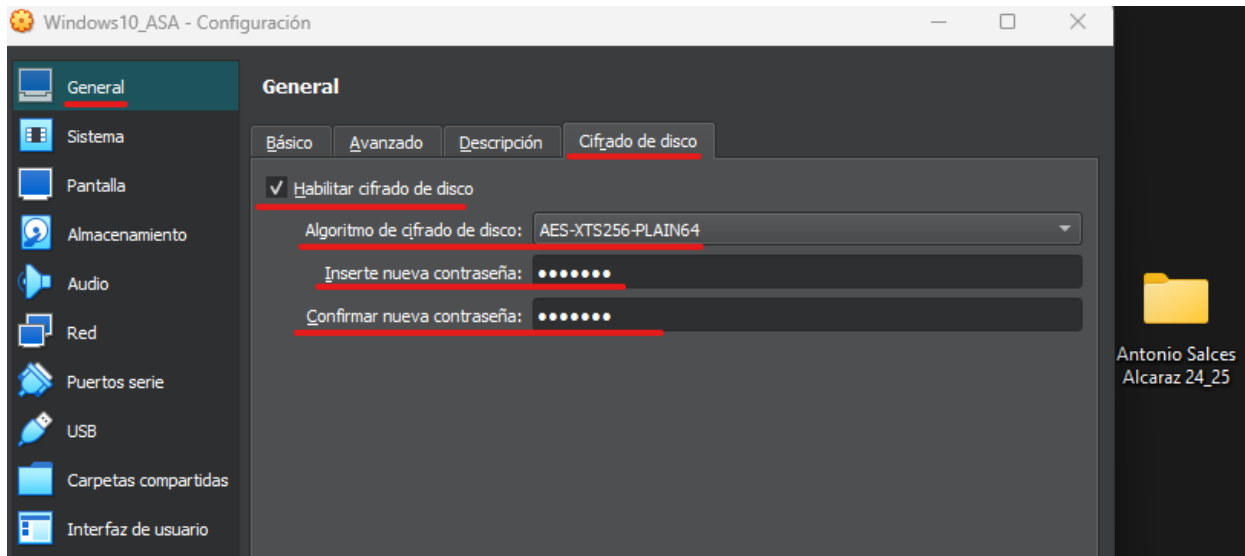 Windows10_ASA - Configuración
General
Sistema
Pantalla
Almacenamiento
Audio
Red
Puertos serie
USB
Carpetas compartidas
Interfaz de usuario
General
Básico Avanzado Descripción Cifrado de disco
Habilitar cifrado de disco
Algoritmo de cifrado de disco: AES-XTS256-PLAIN64
Inserte nueva contraseña: •••••••
Confirmar nueva contraseña: •••••••
Antonio Salces
Alcaraz 24_25